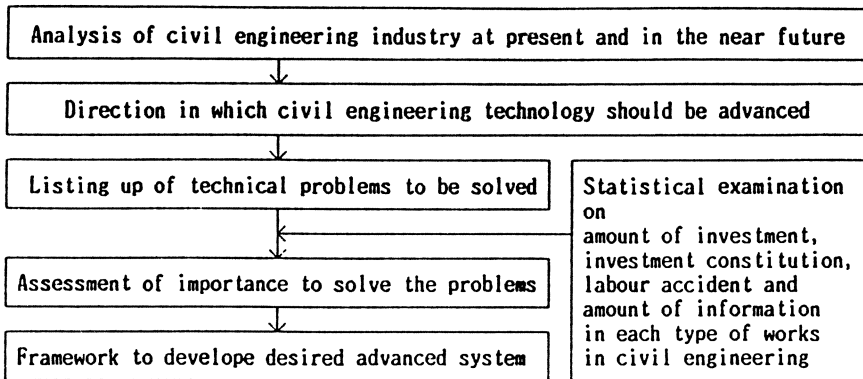 Analysis of civil engineering industry at present and in the near future
Direction in which civil engineering technology should be advanced
Listing up of technical problems to be solved
Assessment of importance to solve the problems
Framework to develope desired advanced system
Statistical examination
on
amount of investment,
investment constitution,
labour accident and
amount of information
in each type of works
in civil engineering